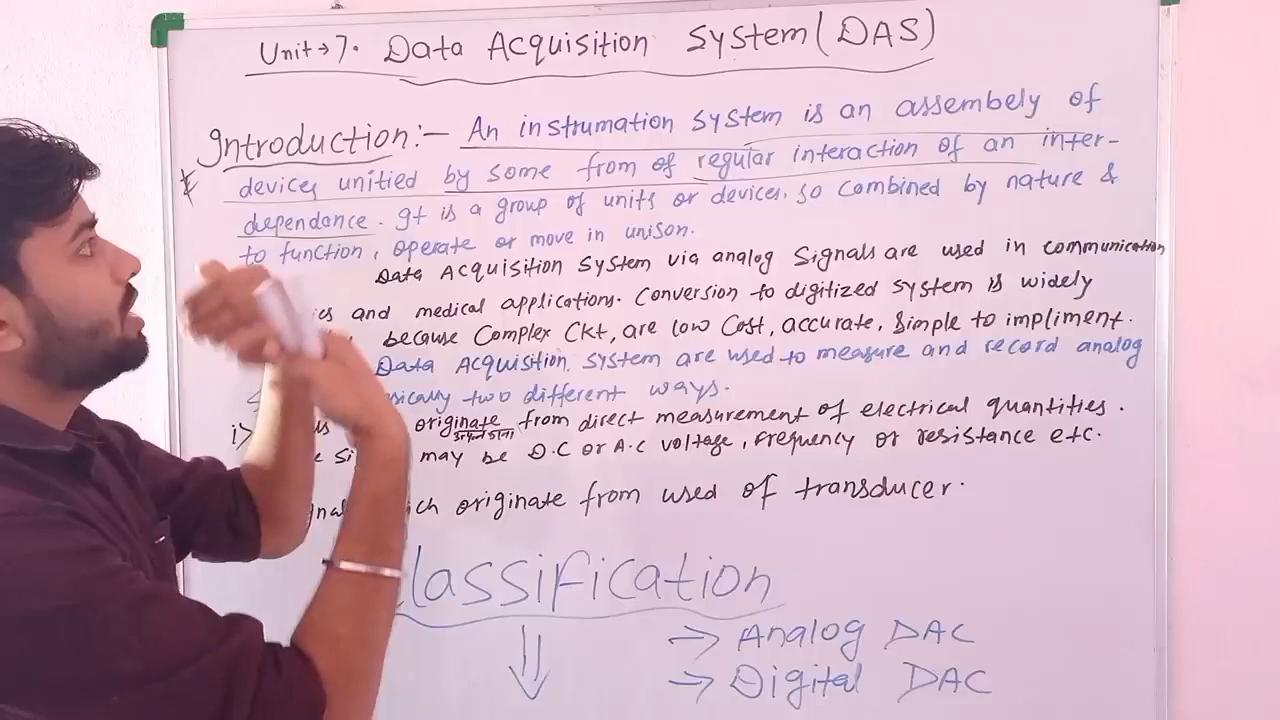 Unit → 7. Data Acquisition System (DAS)
Introduction :— An instrumation system is an assembely of
devices unitied by some from of regular interaction of an inter-
dependance. It is a group of units or devices, so combined by nature &
to function, operate or move in unison.
Data Acquisition System via analog Signals are used in communication
and medical applications. Conversion to digitized system is widely
because Complex Ckt, are low Cost, accurate, Simple to impliment.
Data Acquisition System are used to measure and record analog
two different ways.
i> originate from direct measurement of electrical quantities.
may be D.C or A.C voltage, frequency or resistance etc.
originate from used of transducer.
Classification
→ Analog DAC
→ Digital DAC